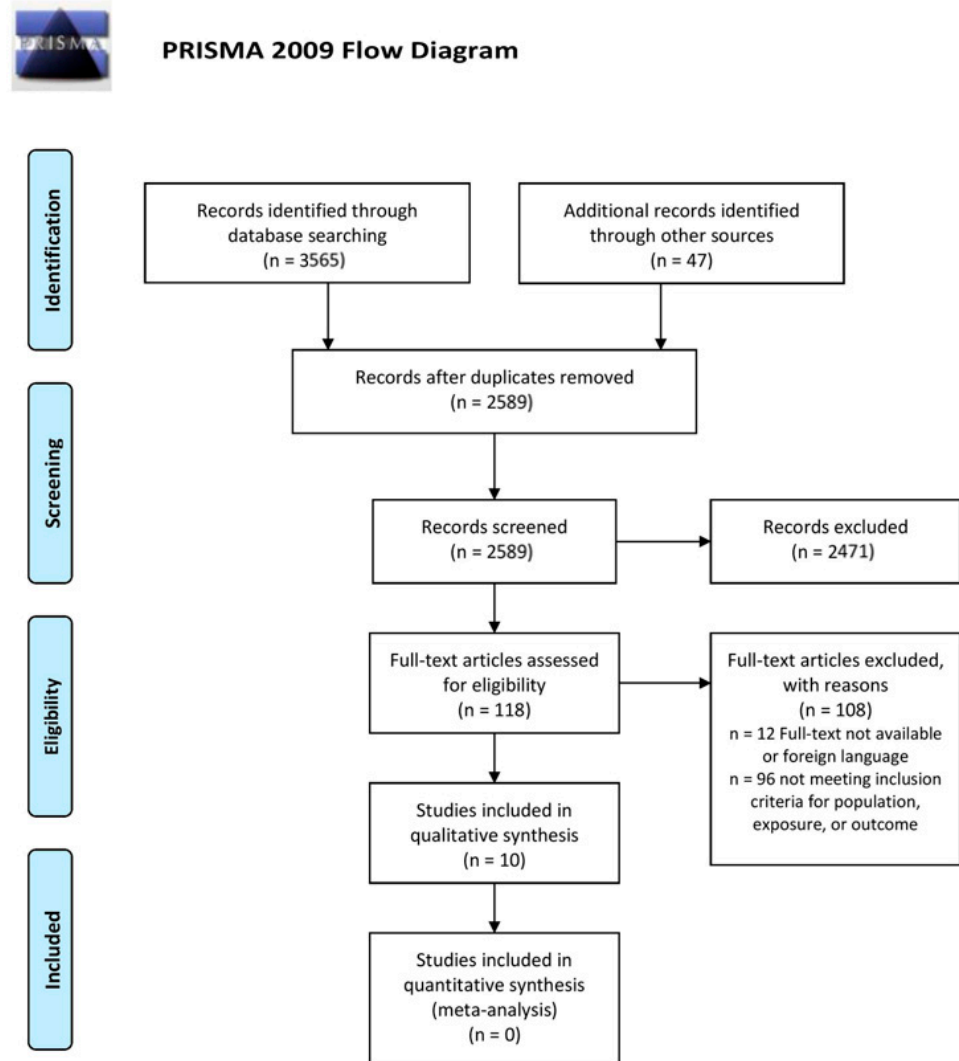 PRISMA
PRISMA 2009 Flow Diagram
Identification
Records identified through
database searching
(n = 3565)
Additional records identified
through other sources
(n = 47)
Records after duplicates removed
(n = 2589)
Screening
Records screened
(n = 2589)
Records excluded
(n = 2471)
Eligibility
Full-text articles assessed
for eligibility
(n = 118)
Full-text articles excluded,
with reasons
(n = 108)
n = 12 Full-text not available
or foreign language
n = 96 not meeting inclusion
criteria for population,
exposure, or outcome
Studies included in
qualitative synthesis
(n = 10)
Included
Studies included in
quantitative synthesis
(meta-analysis)
(n = 0)